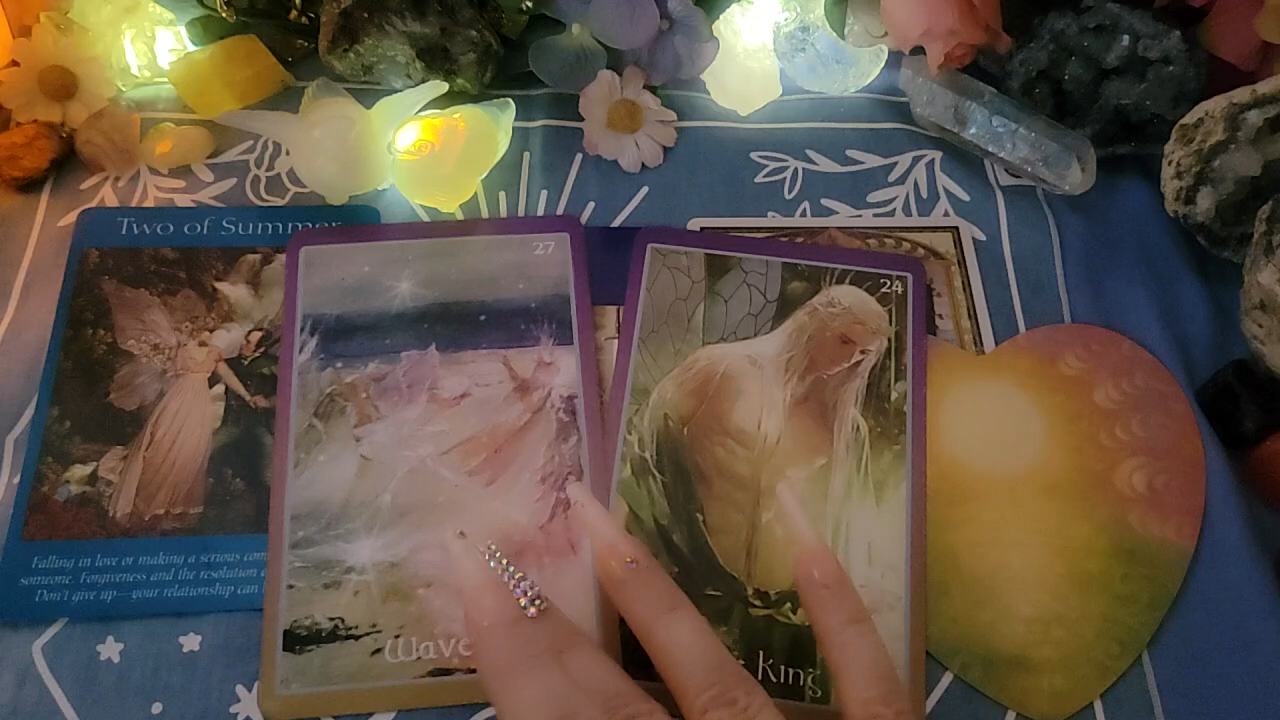 Two of Summer
27
24
Falling in love or making a serious
someone. Forgiveness and the resolution
Don't give up—your relationship can
Wave
King